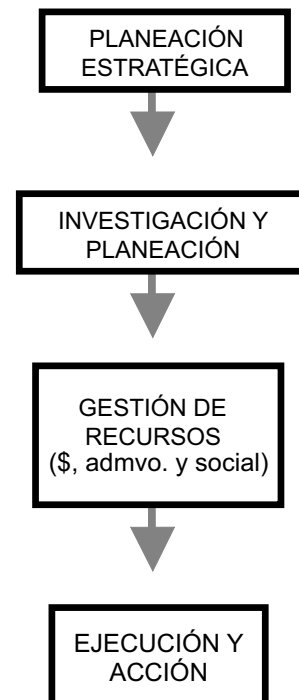 PLANEACIÓN
ESTRATÉGICA
INVESTIGACIÓN Y
PLANEACIÓN
GESTIÓN DE
RECURSOS
($, admvo. y social)
EJECUCIÓN Y
ACCIÓN